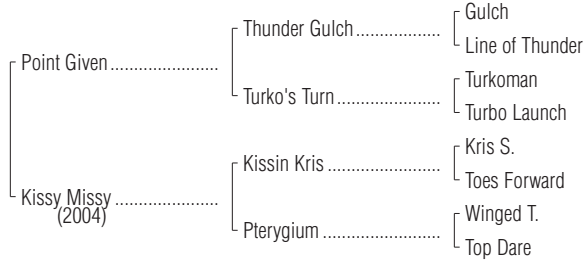 Gulch
Thunder Gulch ..................
Line of Thunder
Point Given .......................
Turkoman
Turko's Turn ......................
Turbo Launch
Kris S.
Kissin Kris ........................
Toes Forward
Kissy Missy ......................
(2004)
Winged T.
Pterygium .........................
Top Dare